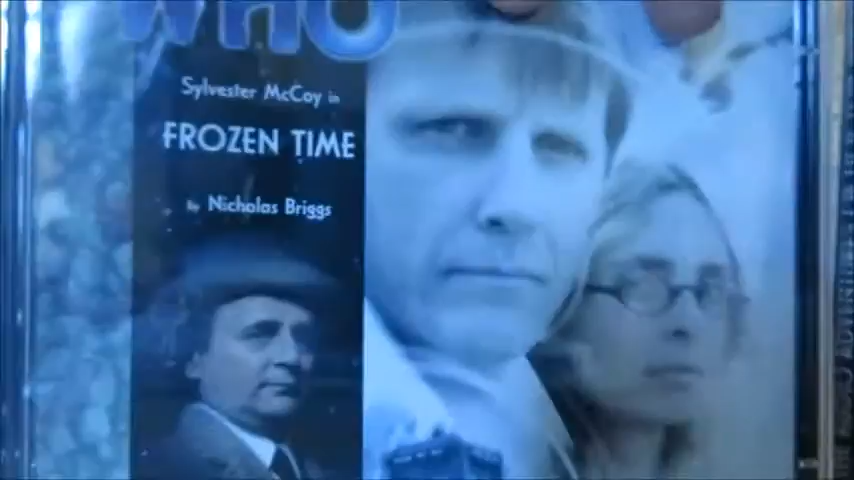 WHO
Sylvester McCoy in
FROZEN TIME
by Nicholas Briggs